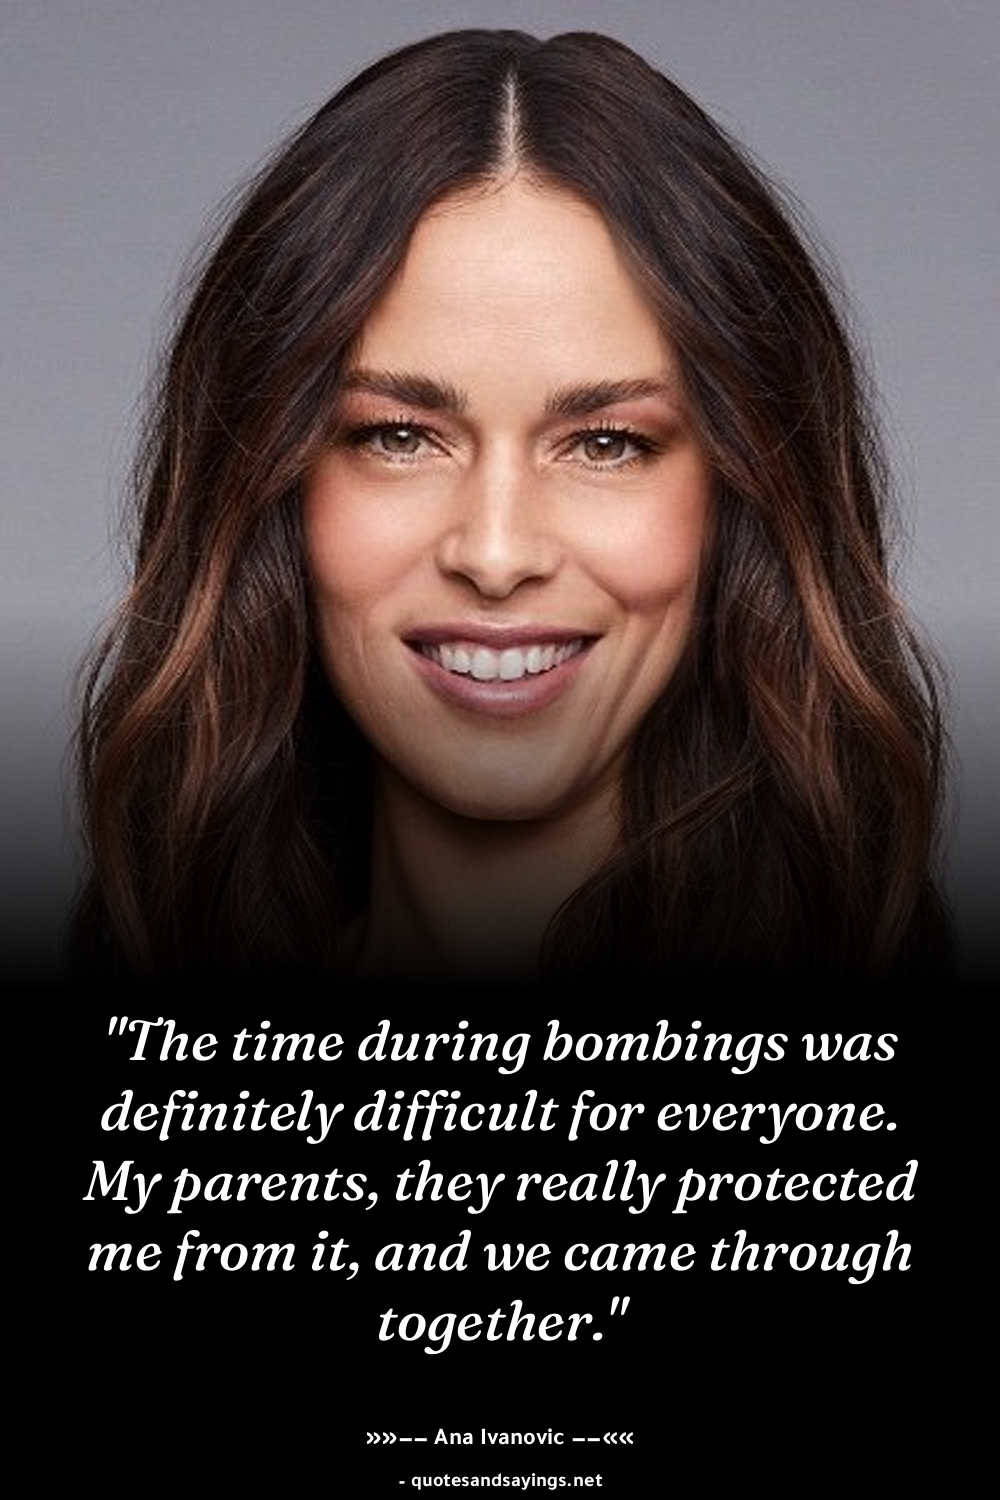 "The time during bombings was
definitely difficult for everyone.
My parents, they really protected
me from it, and we came through
together."
»»–– Ana Ivanovic ––««
- quotesandsayings.net